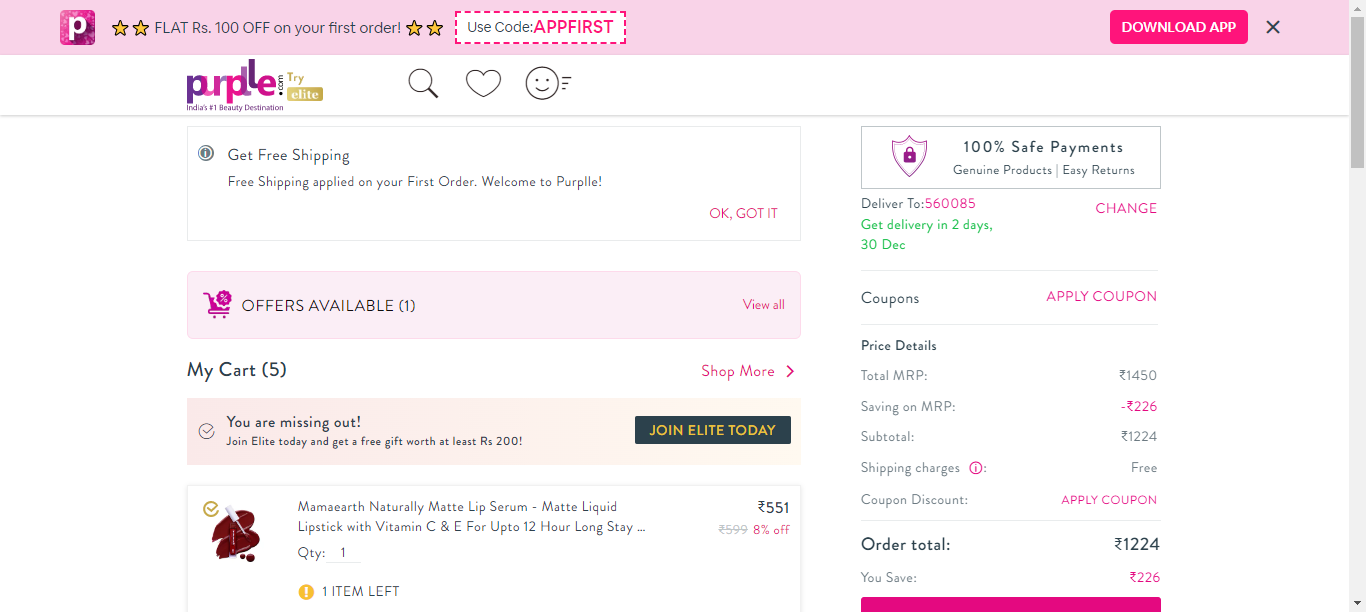 FLAT Rs. 100 OFF on your first order!
Use Code:APPFIRST
DOWNLOAD APP
purplle.com
Try elite
India's #1 Beauty Destination
Get Free Shipping
Free Shipping applied on your First Order. Welcome to Purplle!
OK, GOT IT
OFFERS AVAILABLE (1)
View all
My Cart (5)
Shop More
You are missing out!
Join Elite today and get a free gift worth at least Rs 200!
JOIN ELITE TODAY
Mamaearth Naturally Matte Lip Serum - Matte Liquid
Lipstick with Vitamin C & E For Upto 12 Hour Long Stay ...
₹551
₹599 8% off
Qty: 1
1 ITEM LEFT
100% Safe Payments
Genuine Products | Easy Returns
Deliver To:560085
CHANGE
Get delivery in 2 days,
30 Dec
Coupons APPLY COUPON
Price Details
Total MRP: ₹1450
Saving on MRP: -₹226
Subtotal: ₹1224
Shipping charges : Free
Coupon Discount: APPLY COUPON
Order total: ₹1224
You Save: ₹226